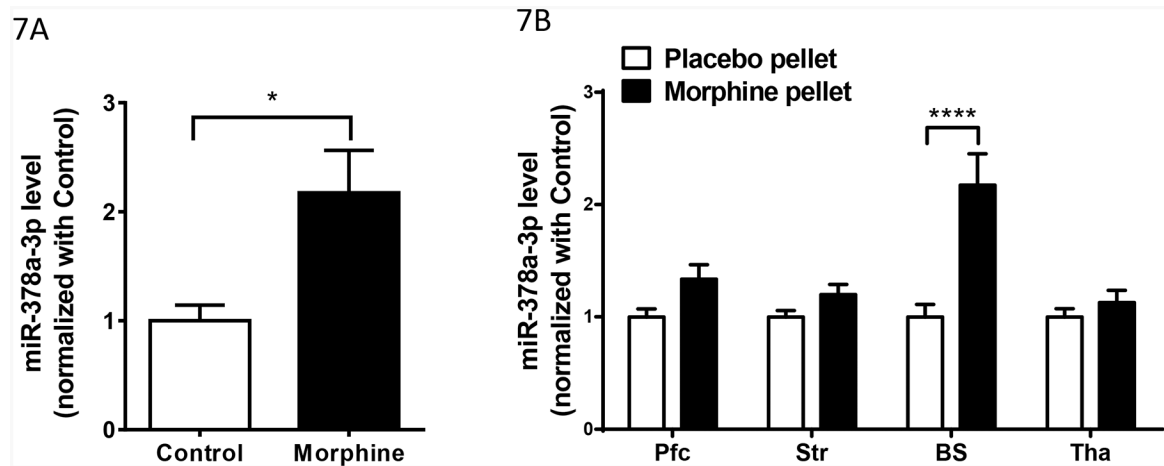 7A
*
3
2
1
0
miR-378a-3p level
(normalized with Control)
Control Morphine
7B
Placebo pellet
Morphine pellet
****
3
2
1
0
miR-378a-3p level
(normalized with Control)
Pfc Str BS Tha